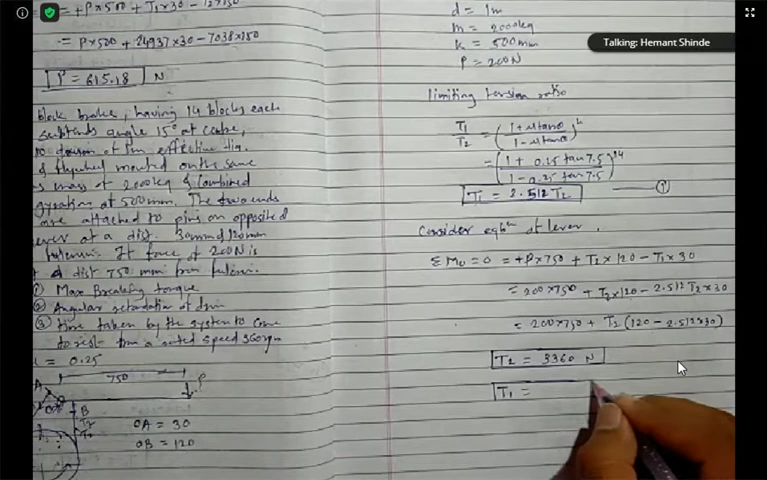 = +P×500 + T1×30 - T2×150
= P×500 + 24937×30 - 7038×150
P = 615.18 N
block brakes, having 14 blocks each
subtends angle 15° at centre,
to drum of 1m effective dia.
& flywheel mounted on the same
mass of 2000kg & combined
gyration of 500mm. The two ends
are attached to pins on opposite
lever at a dist. 30mm & 120mm
fulcrum. If force of 200N is
dist 750 mm from fulcrum.
① Max Breaking torque
② Angular retardation of drum
③ time taken by the system to come
to rest from a rated speed 360rpm
= 0.25
750
P
A
B
T2
OA = 30
OB = 120
d = 1m
m = 2000kg
k = 500mm
P = 200N
Talking: Hemant Shinde
limiting tension ratio
T1/T2 = (1+μtanθ / 1-μtanθ)^n
= (1 + 0.25 tan 7.5 / 1 - 0.25 tan 7.5)^14
T1 = 2.512 T2 ——①
Consider eqbm of lever.
ΣMo = 0 = +P×750 + T2×120 - T1×30
= 200×750 + T2×120 - 2.512 T2×30
= 200×750 + T2(120 - 2.512×30)
T2 = 3360 N
T1 =